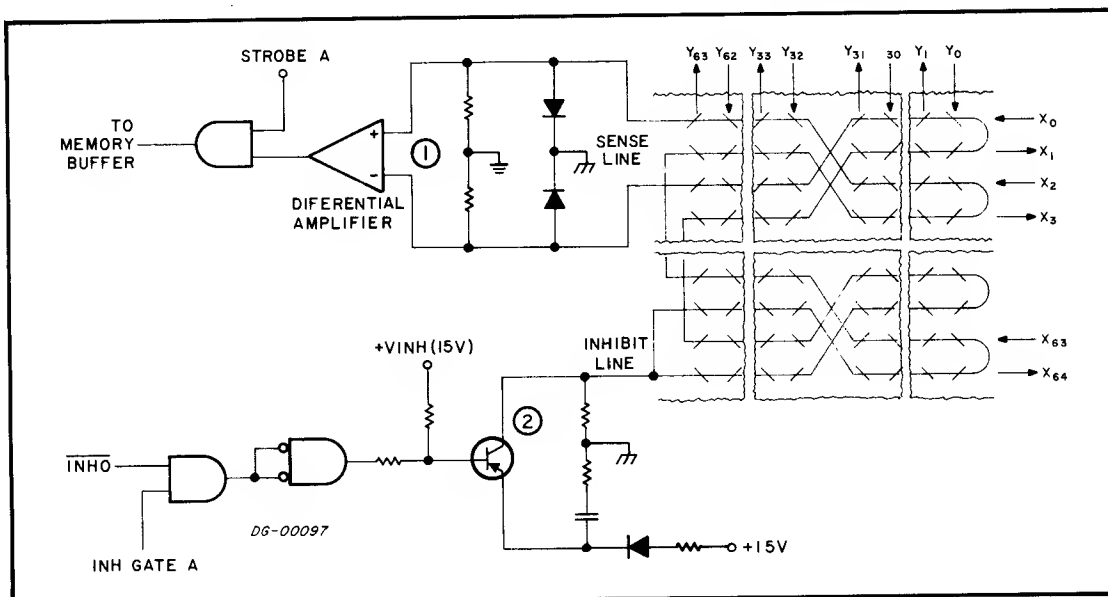 STROBE A
TO
MEMORY
BUFFER
+
-
DIFERENTIAL
AMPLIFIER
1
SENSE
LINE
Y63 Y62 Y33 Y32 Y31 30 Y1 Y0
X0
X1
X2
X3
X63
X64
+VINH (15V)
INHIBIT
LINE
2
INHO
INH GATE A
DG-00097
+15V